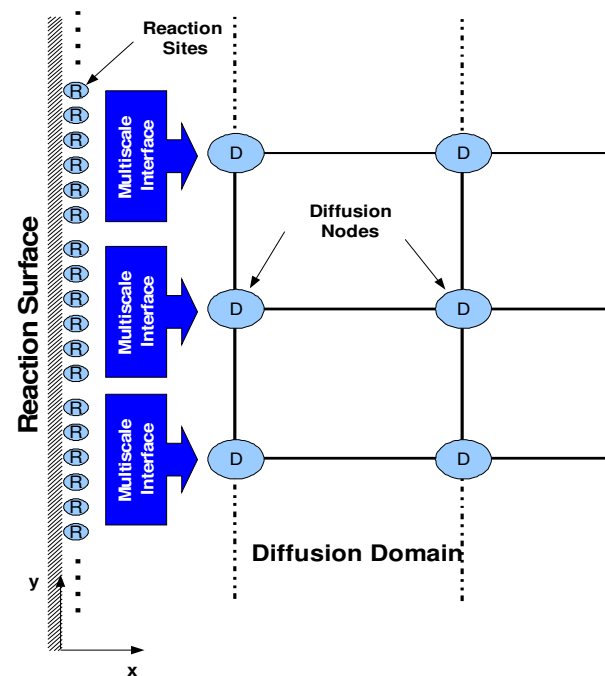 Reaction
Sites
R
R
R
R
R
R
Multiscale
Interface
D
D
Reaction Surface
Diffusion
Nodes
R
R
R
R
R
R
Multiscale
Interface
D
D
R
R
R
R
R
R
Multiscale
Interface
D
D
Diffusion Domain
y
x